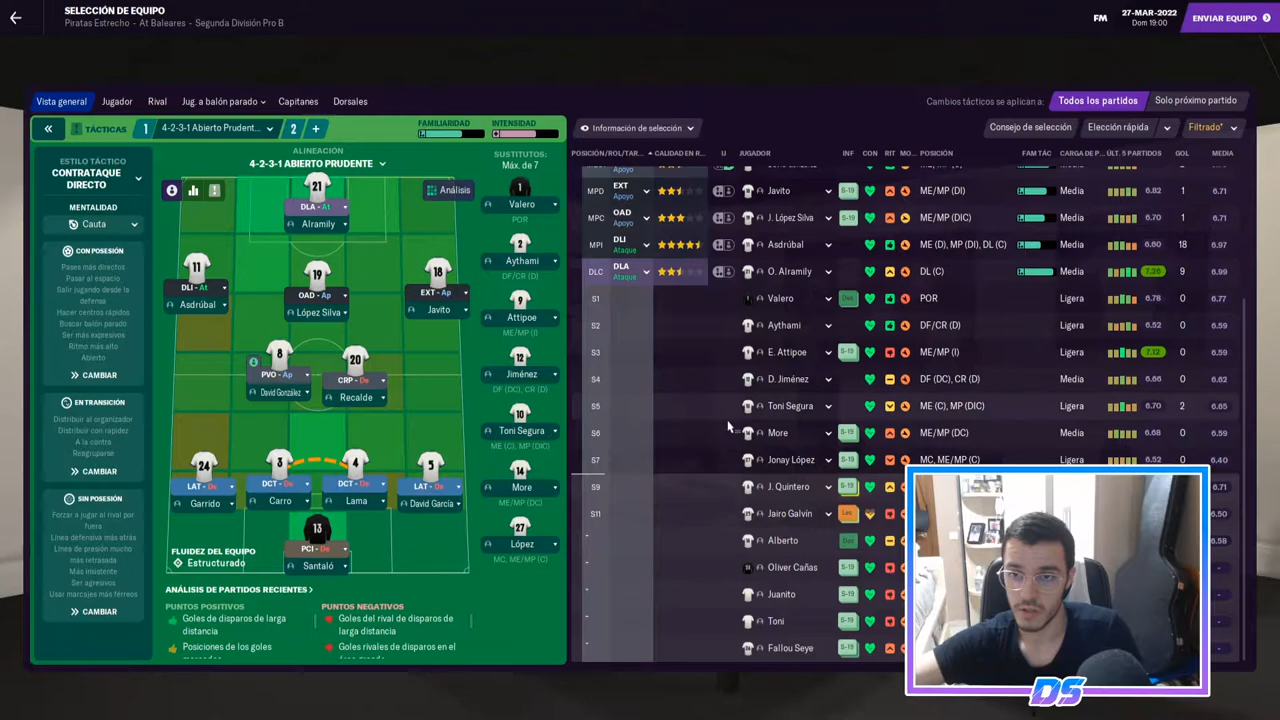 SELECCIÓN DE EQUIPO
Piratas Estrecho - At Baleares - Segunda División Pro B
FM
27-MAR-2022
Dom 19:00
ENVIAR EQUIPO
Vista general
Jugador
Rival
Jug. a balón parado
Capitanes
Dorsales
Cambios tácticos se aplican a:
Todos los partidos
Solo próximo partido
TÁCTICAS
1
4-2-3-1 Abierto Prudent...
2
FAMILIARIDAD
INTENSIDAD
ESTILO TÁCTICO
CONTRATAQUE
DIRECTO
MENTALIDAD
Cauta
CON POSESIÓN
Pases más directos
Pasar al espacio
Salir jugando desde la
defensa
Hacer centros rápidos
Buscar balón parado
Ser más expresivos
Ritmo más alto
Abierto
CAMBIAR
EN TRANSICIÓN
Distribuir al organizador
Distribuir con rapidez
A la contra
Reagruparse
CAMBIAR
SIN POSESIÓN
Forzar a jugar al rival por
fuera
Línea defensiva más atrás
Línea de presión mucho
más retrasada
Más insistente
Ser agresivos
Usar marcajes más férreos
CAMBIAR
ALINEACIÓN
4-2-3-1 ABIERTO PRUDENTE
Análisis
21
DLA - At
Alramily
11
DLI - At
Asdrúbal
19
OAD - Ap
López Silva
18
EXT - Ap
Javito
8
PVO - Ap
David González
20
CRP - De
Recalde
24
LAT - De
Garrido
3
DCT - De
Carro
4
DCT - De
Lama
5
LAT - De
David García
13
PCI - De
Santaló
FLUIDEZ DEL EQUIPO
Estructurado
SUSTITUTOS:
Máx. de 7
1
Valero
POR
2
Aythami
DF/CR (D)
9
Attipoe
ME/MP (I)
12
Jiménez
DF (DC), CR (D)
10
Toni Segura
ME (C), MP (DIC)
14
More
ME/MP (DC)
27
López
MC, ME/MP (C)
ANÁLISIS DE PARTIDOS RECIENTES
PUNTOS POSITIVOS
Goles de disparos de larga
distancia
Posiciones de los goles
PUNTOS NEGATIVOS
Goles del rival de disparos de
larga distancia
Goles rivales de disparos en el
Información de selección
Consejo de selección
Elección rápida
Filtrado*
POSICIÓN/ROL/TAR... CALIDAD EN R... IJ JUGADOR INF CON RIT MO... POSICIÓN FAM TÁC CARGA DE P... ÚLT. 5 PARTIDOS GOL MEDIA
Apoyo
MPD EXT Apoyo Javito S-19 ME/MP (DI) Media 6.82 1 6.71
MPC OAD Apoyo J. López Silva S-19 ME/MP (DIC) Media 6.70 1 6.71
MPI DLI Ataque Asdrúbal ME (D), MP (DI), DL (C) Media 6.60 18 6.97
DLC DLA Ataque O. Alramily DL (C) Media 7.26 9 6.99
S1 Valero Des POR Ligera 6.78 0 6.77
S2 Aythami DF/CR (D) Ligera 6.52 0 6.59
S3 E. Attipoe S-19 ME/MP (I) Ligera 7.12 0 6.71
S4 D. Jiménez DF (DC), CR (D) Media 6.66 0 6.62
S5 Toni Segura ME (C), MP (DIC) Ligera 6.70 2 6.65
S6 More S-19 ME/MP (DC) Media 6.68 0 6.59
S7 Jonay López S-19 MC, ME/MP (C) Media 6.52 0 6.40
S9 J. Quintero S-19 6.71
S11 Jairo Galvín Les 6.50
- Alberto Des 6.58
- Oliver Cañas -
- Juanito -
- Toni -
- Fallou Seye S-19 -
DS